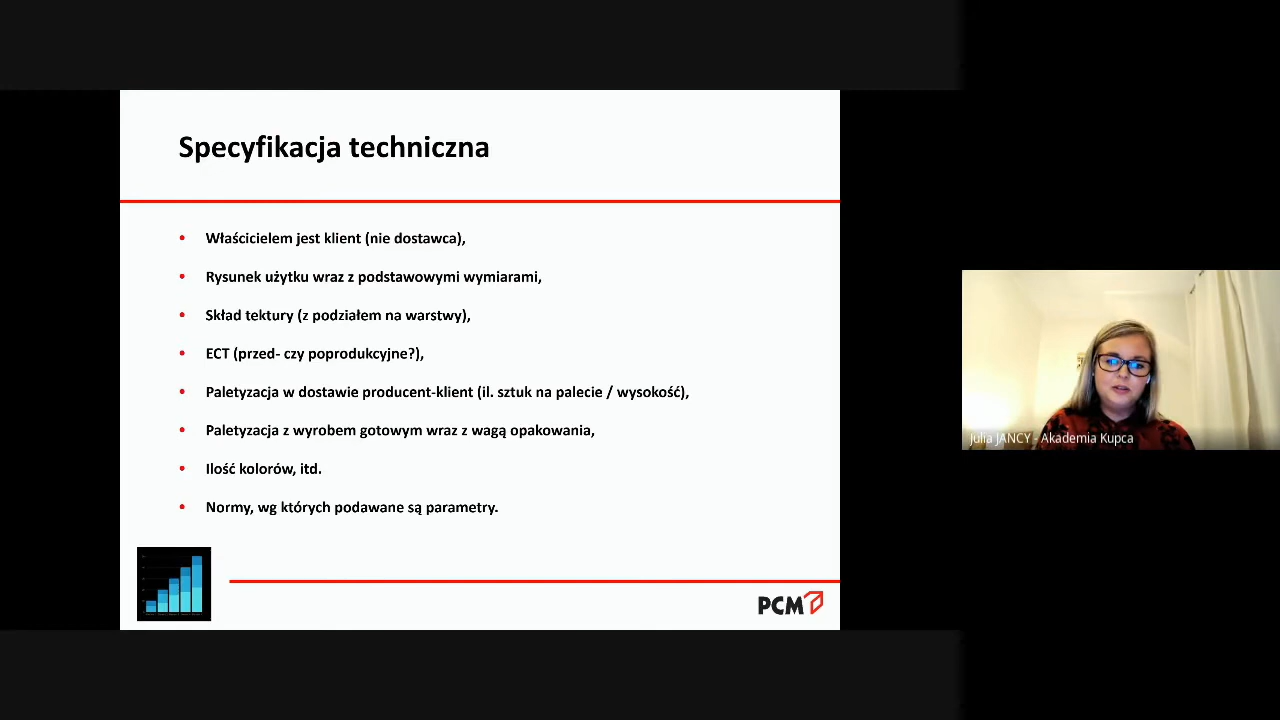 Specyfikacja techniczna
• Właścicielem jest klient (nie dostawca),
• Rysunek użytku wraz z podstawowymi wymiarami,
• Skład tektury (z podziałem na warstwy),
• ECT (przed- czy poprodukcyjne?),
• Paletyzacja w dostawie producent-klient (il. sztuk na palecie / wysokość),
• Paletyzacja z wyrobem gotowym wraz z wagą opakowania,
• Ilość kolorów, itd.
• Normy, wg których podawane są parametry.
PCM
Julia JANCY - Akademia Kupca